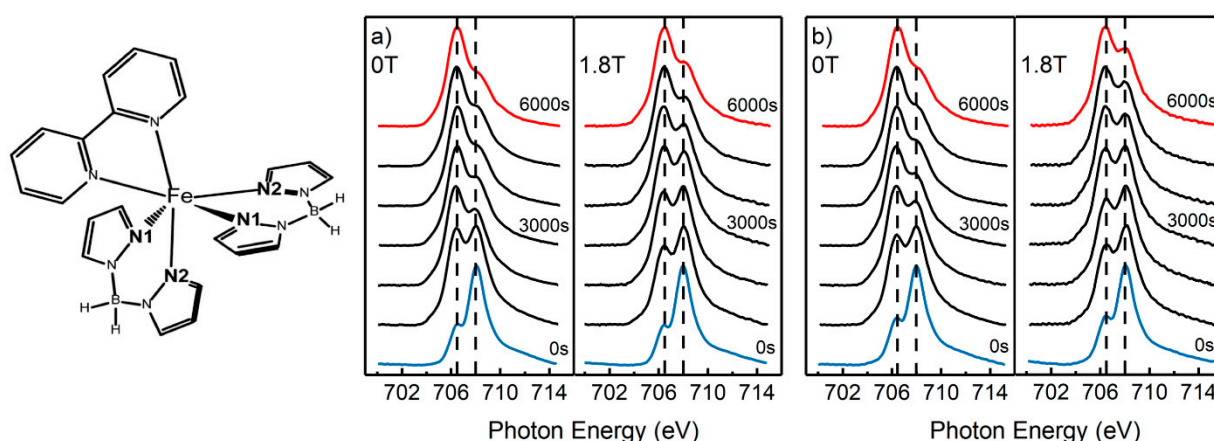 N
N
Fe
N2
N
N1
B
H
H
N1
N
N2
N
H
B
H
a)
0T
6000s
3000s
0s
1.8T
6000s
3000s
0s
702 706 710 714
702 706 710 714
Photon Energy (eV)
b)
0T
6000s
3000s
0s
1.8T
6000s
3000s
0s
702 706 710 714
702 706 710 714
Photon Energy (eV)